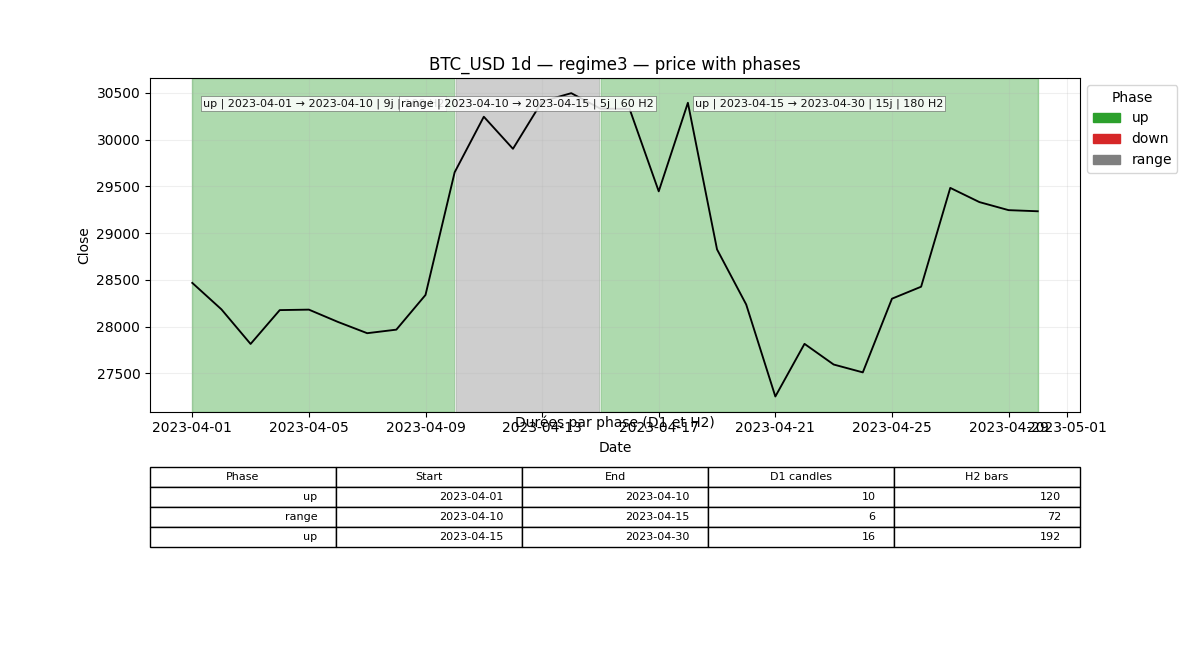 BTC_USD 1d — regime3 — price with phases
up | 2023-04-01 → 2023-04-10 | 9j
range | 2023-04-10 → 2023-04-15 | 5j | 60 H2
up | 2023-04-15 → 2023-04-30 | 15j | 180 H2
Phase
up
down
range
Close
30500
30000
29500
29000
28500
28000
27500
Durées par phase (D1 et H2)
2023-04-01 2023-04-05 2023-04-09 2023-04-13 2023-04-17 2023-04-21 2023-04-25 2023-04-29 2023-05-01
Date
Phase Start End D1 candles H2 bars
up 2023-04-01 2023-04-10 10 120
range 2023-04-10 2023-04-15 6 72
up 2023-04-15 2023-04-30 16 192